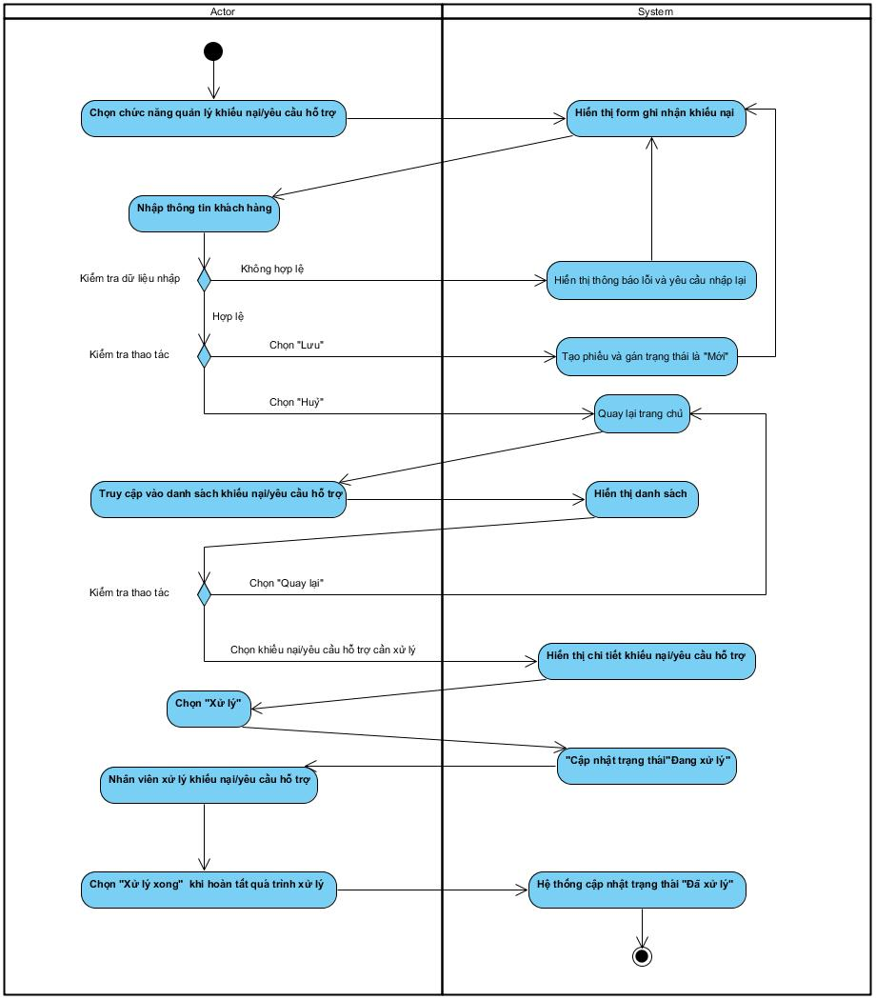 Actor
System
Chọn chức năng quản lý khiếu nại/yêu cầu hỗ trợ
Hiển thị form ghi nhận khiếu nại
Nhập thông tin khách hàng
Kiểm tra dữ liệu nhập
Không hợp lệ
Hiển thị thông báo lỗi và yêu cầu nhập lại
Hợp lệ
Kiểm tra thao tác
Chọn "Lưu"
Tạo phiếu và gán trạng thái là "Mới"
Chọn "Huỷ"
Quay lại trang chủ
Truy cập vào danh sách khiếu nại/yêu cầu hỗ trợ
Hiển thị danh sách
Kiểm tra thao tác
Chọn "Quay lại"
Chọn khiếu nại/yêu cầu hỗ trợ cần xử lý
Hiển thị chi tiết khiếu nại/yêu cầu hỗ trợ
Chọn "Xử lý"
"Cập nhật trạng thái"Đang xử lý"
Nhân viên xử lý khiếu nại/yêu cầu hỗ trợ
Chọn "Xử lý xong" khi hoàn tất quá trình xử lý
Hệ thống cập nhật trạng thái "Đã xử lý"